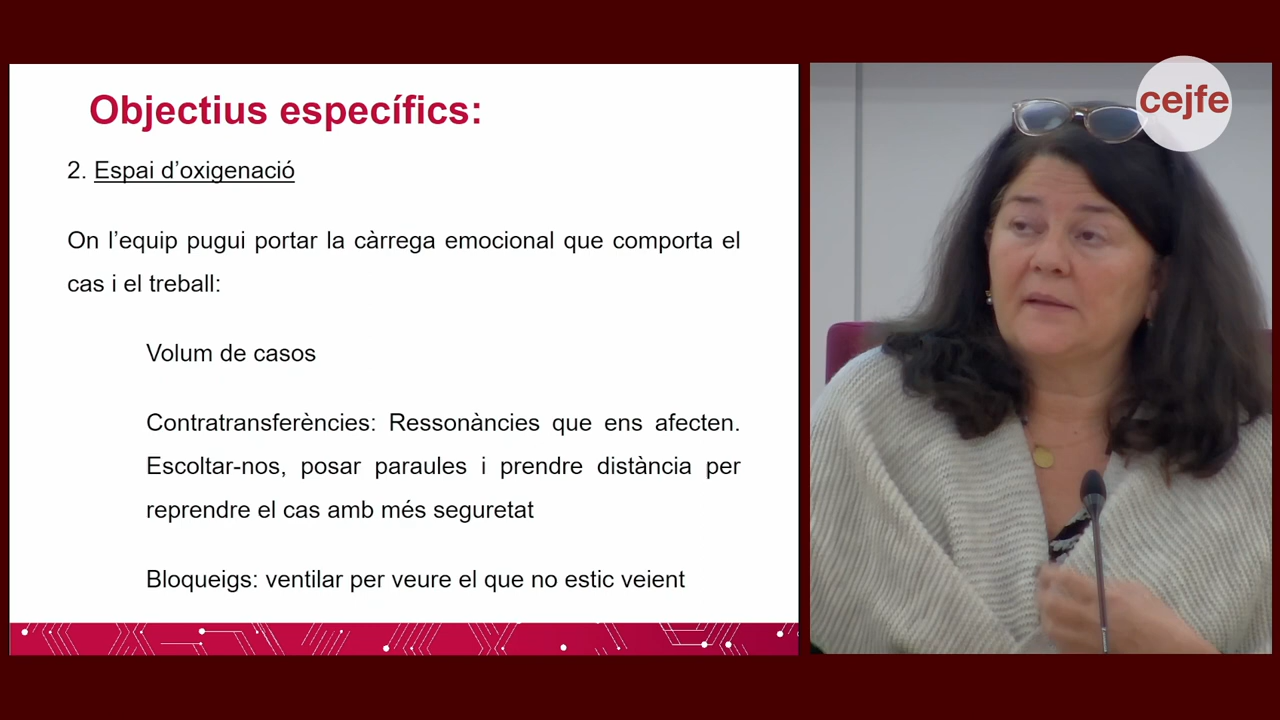 Objectius específics:
2. Espai d’oxigenació
On l’equip pugui portar la càrrega emocional que comporta el
cas i el treball:
Volum de casos
Contratransferències: Ressonàncies que ens afecten.
Escoltar-nos, posar paraules i prendre distància per
reprendre el cas amb més seguretat
Bloqueigs: ventilar per veure el que no estic veient
cejfe